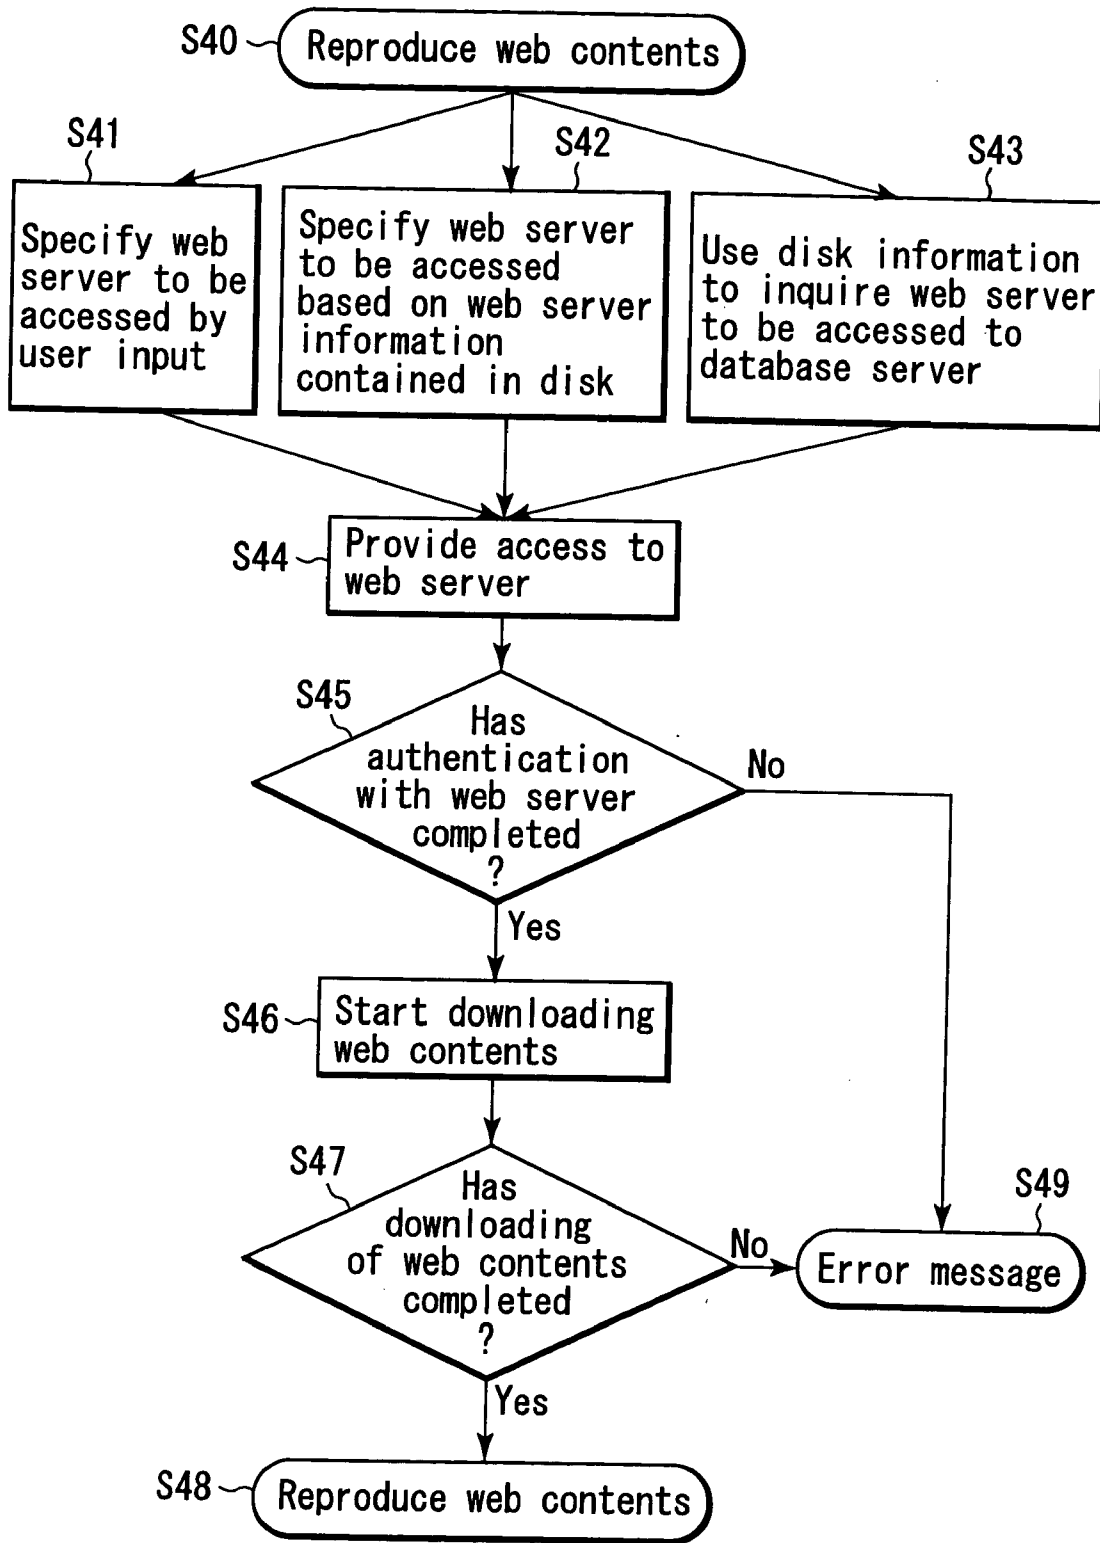 S40
Reproduce web contents
S41
S42
S43
Specify web
server to be
accessed by
user input
Specify web server
to be accessed
based on web server
information
contained in disk
Use disk information
to inquire web server
to be accessed to
database server
S44
Provide access to
web server
S45
Has
authentication
with web server
completed
?
No
Yes
S46
Start downloading
web contents
S47
Has
downloading
of web contents
completed
?
No
S49
Error message
Yes
S48
Reproduce web contents